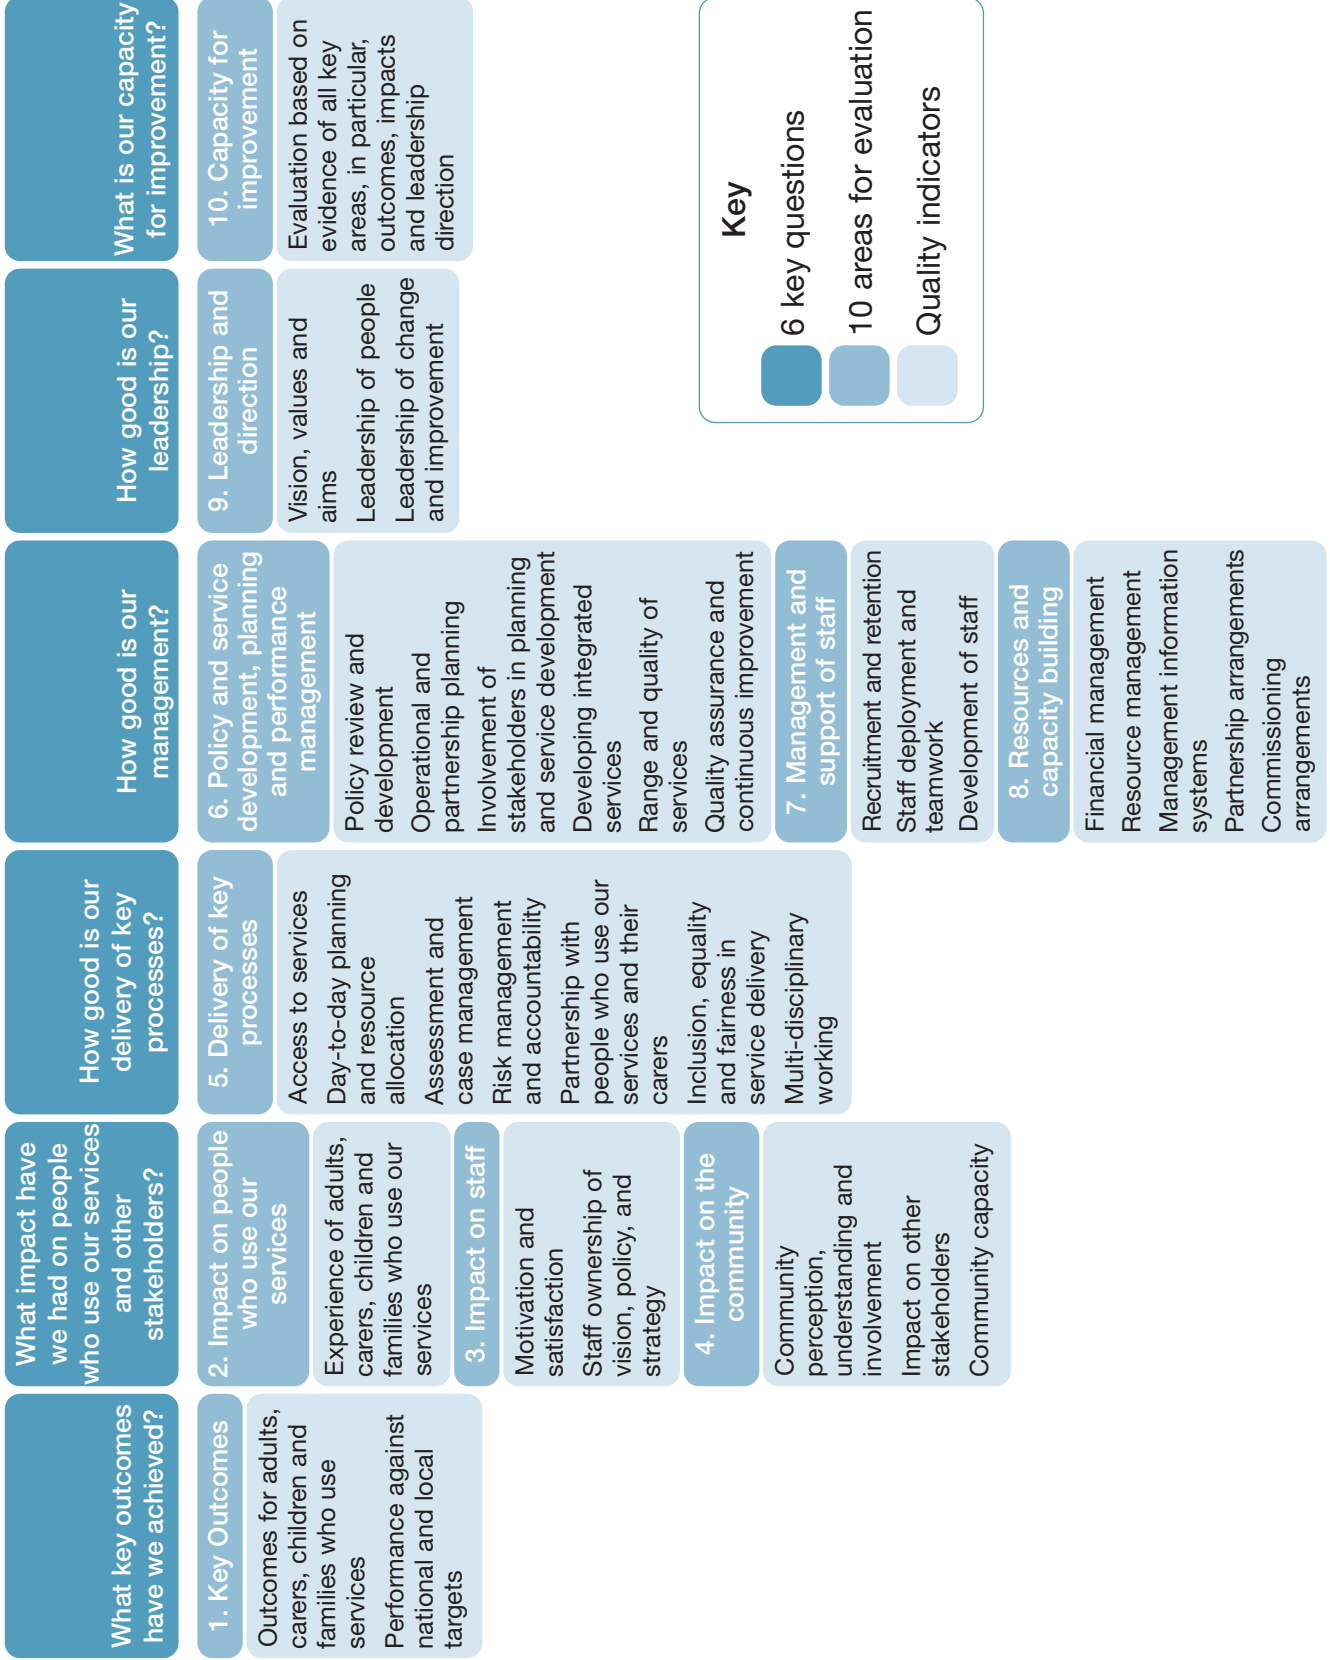 What key outcomes
have we achieved?
1. Key Outcomes
Outcomes for adults,
carers, children and
families who use
services
Performance against
national and local
targets
What impact have
we had on people
who use our services
and other
stakeholders?
2. Impact on people
who use our
services
Experience of adults,
carers, children and
families who use our
services
3. Impact on staff
Motivation and
satisfaction
Staff ownership of
vision, policy, and
strategy
4. Impact on the
community
Community
perception,
understanding and
involvement
Impact on other
stakeholders
Community capacity
How good is our
delivery of key
processes?
5. Delivery of key
processes
Access to services
Day-to-day planning
and resource
allocation
Assessment and
case management
Risk management
and accountability
Partnership with
people who use our
services and their
carers
Inclusion, equality
and fairness in
service delivery
Multi-disciplinary
working
How good is our
management?
6. Policy and service
development, planning
and performance
management
Policy review and
development
Operational and
partnership planning
Involvement of
stakeholders in planning
and service development
Developing integrated
services
Range and quality of
services
Quality assurance and
continuous improvement
7. Management and
support of staff
Recruitment and retention
Staff deployment and
teamwork
Development of staff
8. Resources and
capacity building
Financial management
Resource management
Management information
systems
Partnership arrangements
Commissioning
arrangements
How good is our
leadership?
9. Leadership and
direction
Vision, values and
aims
Leadership of people
Leadership of change
and improvement
What is our capacity
for improvement?
10. Capacity for
improvement
Evaluation based on
evidence of all key
areas, in particular,
outcomes, impacts
and leadership
direction
Key
6 key questions
10 areas for evaluation
Quality indicators